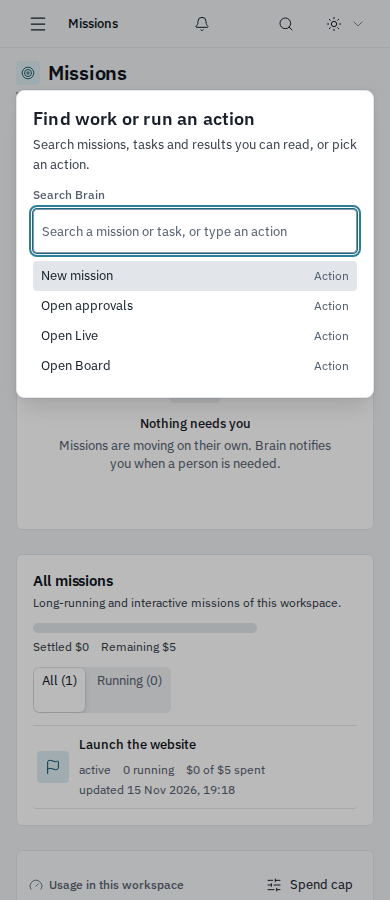 Missions
Missions
Find work or run an action
Search missions, tasks and results you can read, or pick
an action.
Search Brain
Search a mission or task, or type an action
New mission Action
Open approvals Action
Open Live Action
Open Board Action
Nothing needs you
Missions are moving on their own. Brain notifies
you when a person is needed.
All missions
Long-running and interactive missions of this workspace.
Settled $0 Remaining $5
All (1) Running (0)
Launch the website
active 0 running $0 of $5 spent
updated 15 Nov 2026, 19:18
Usage in this workspace Spend cap